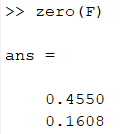 >> zero(F)
ans =
0.4550
0.1608